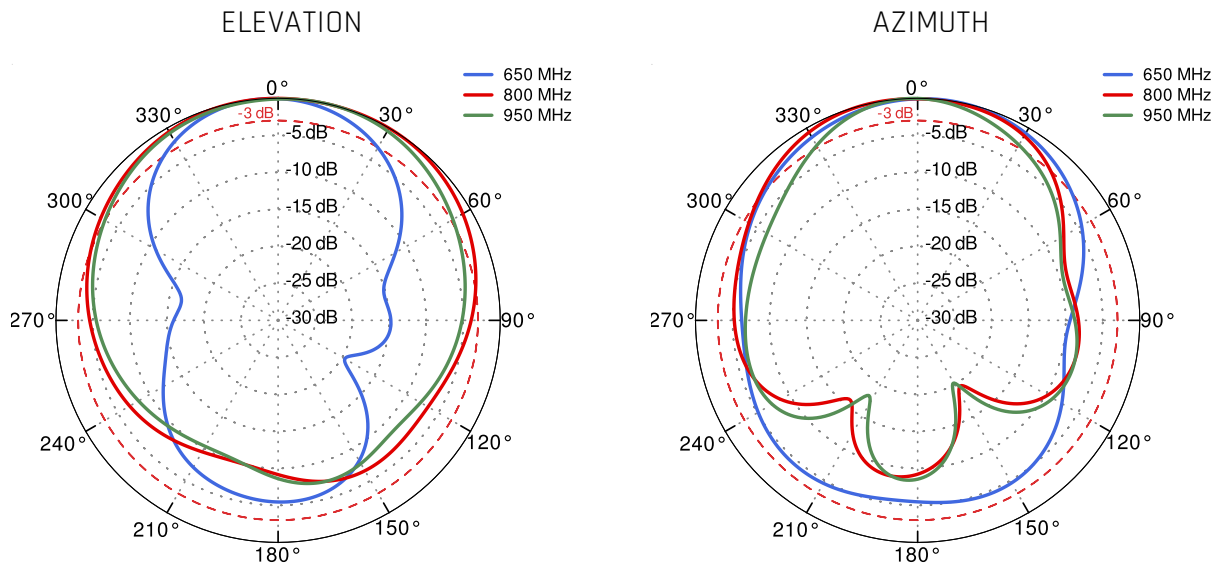 ELEVATION
650 MHz
800 MHz
950 MHz
0°
330°
30°
-3 dB
-5 dB
-10 dB
300°
60°
-15 dB
-20 dB
-25 dB
270°
-30 dB
90°
240°
120°
210°
150°
180°
AZIMUTH
650 MHz
800 MHz
950 MHz
0°
330°
30°
-3 dB
-5 dB
-10 dB
300°
60°
-15 dB
-20 dB
-25 dB
270°
-30 dB
90°
240°
120°
210°
150°
180°